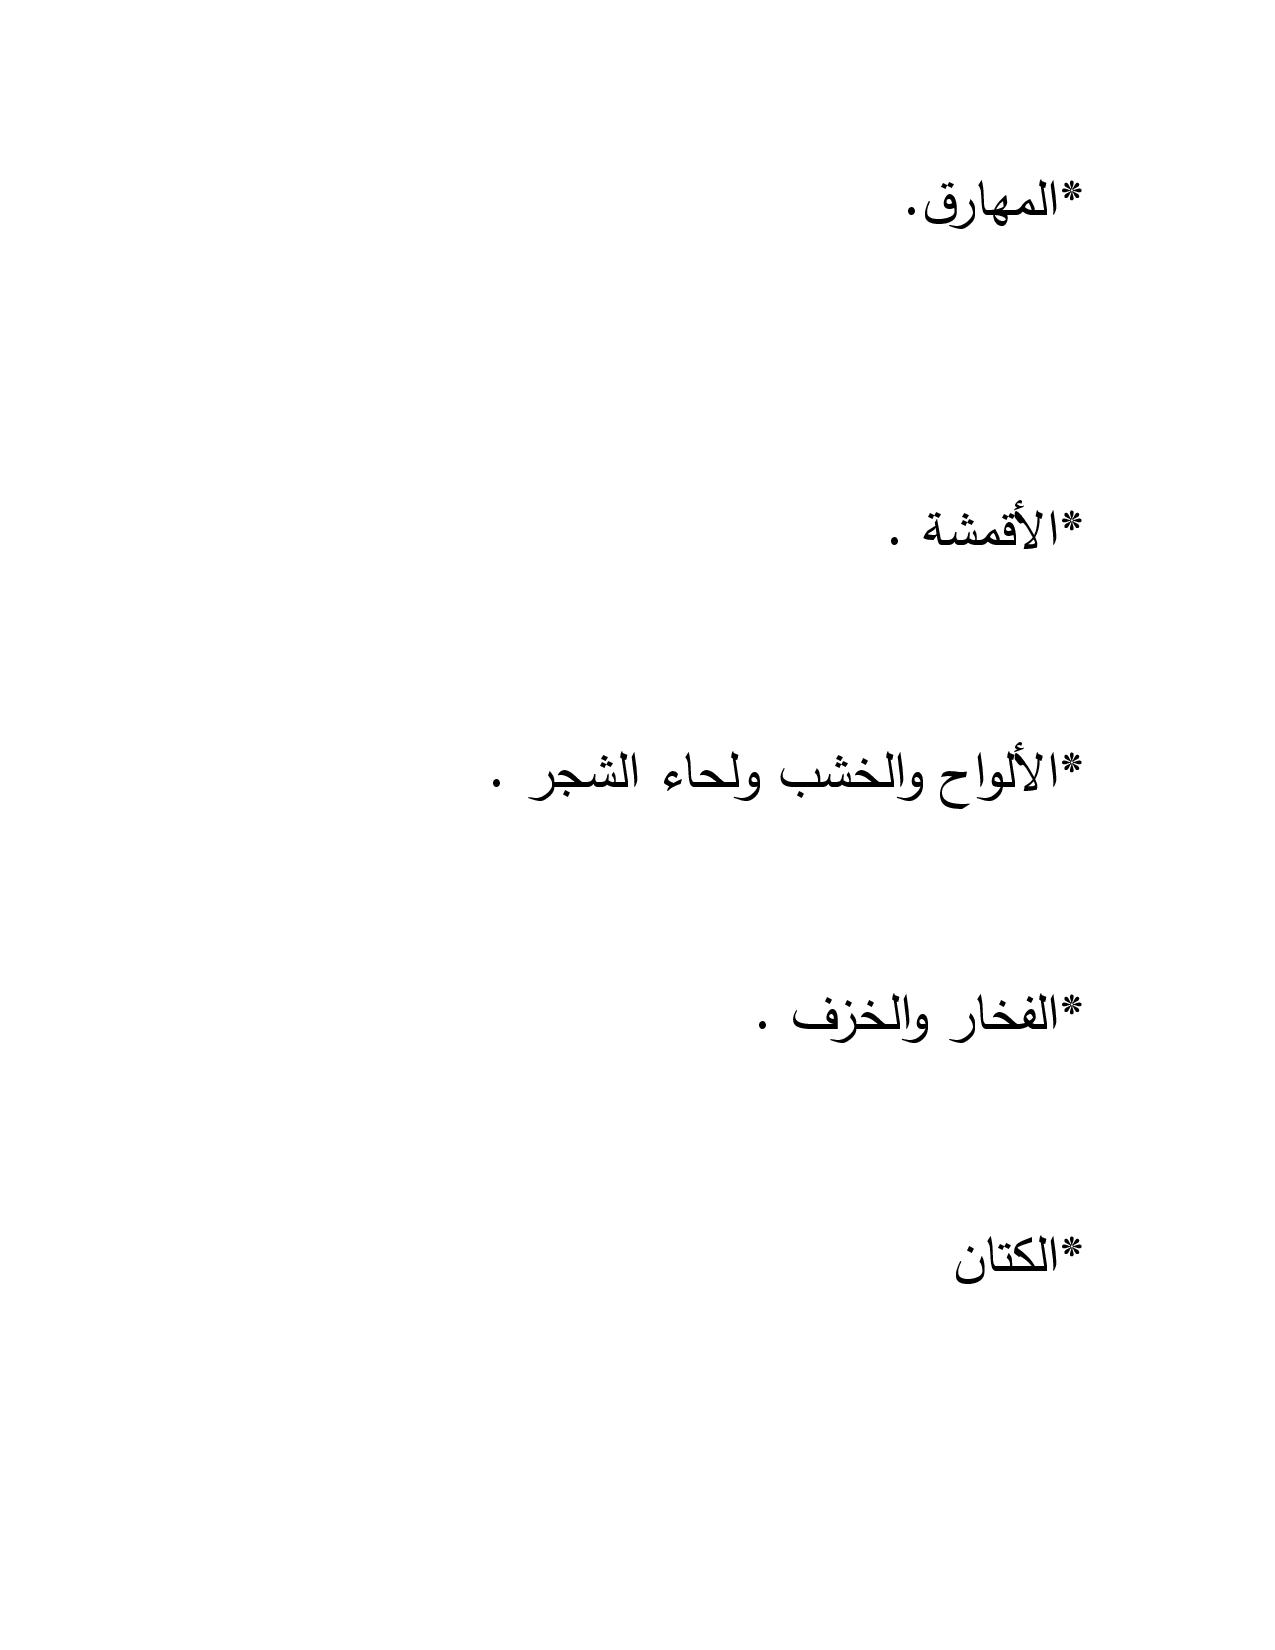 *المهارق.
*الأقمشة .
*الألواح والخشب ولحاء الشجر .
*الفخار والخزف .
*الكتان